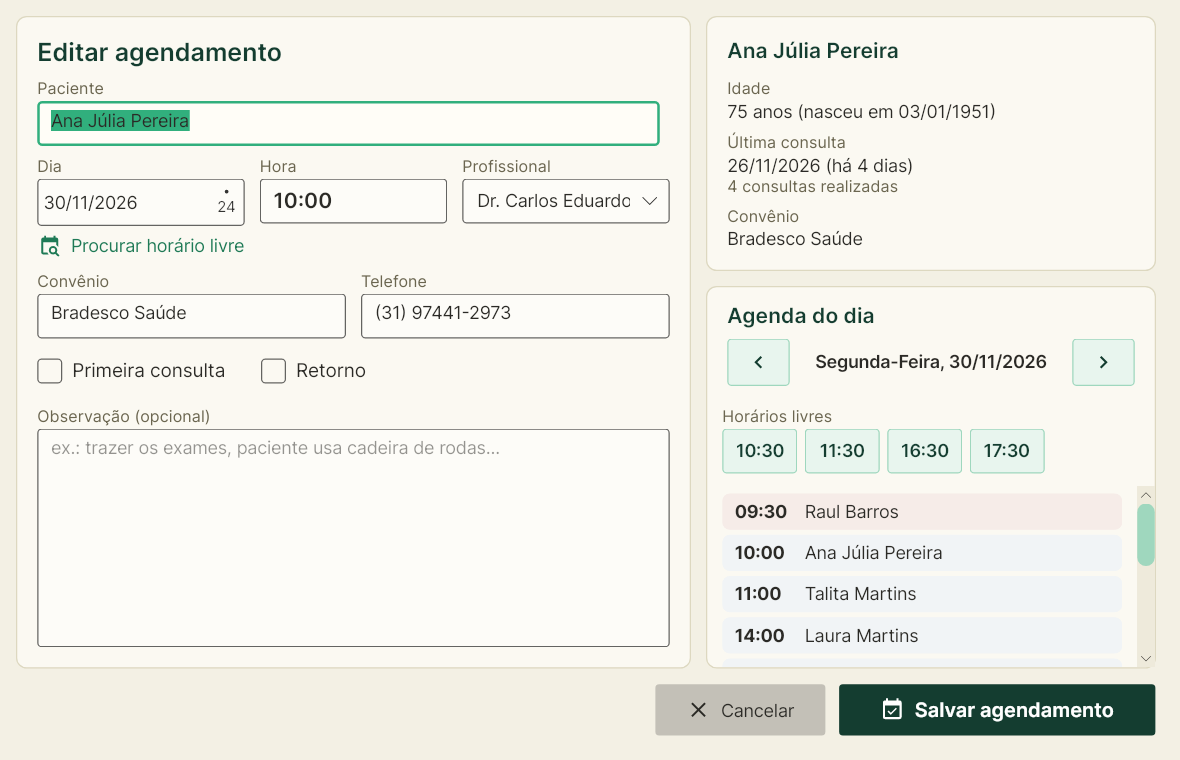 Editar agendamento
Paciente
Ana Júlia Pereira
Dia
Hora
Profissional
30/11/2026
24
10:00
Dr. Carlos Eduardo
Procurar horário livre
Convênio
Telefone
Bradesco Saúde
(31) 97441-2973
Primeira consulta
Retorno
Observação (opcional)
ex.: trazer os exames, paciente usa cadeira de rodas...
Ana Júlia Pereira
Idade
75 anos (nasceu em 03/01/1951)
Última consulta
26/11/2026 (há 4 dias)
4 consultas realizadas
Convênio
Bradesco Saúde
Agenda do dia
Segunda-Feira, 30/11/2026
Horários livres
10:30 11:30 16:30 17:30
09:30 Raul Barros
10:00 Ana Júlia Pereira
11:00 Talita Martins
14:00 Laura Martins
Cancelar
Salvar agendamento